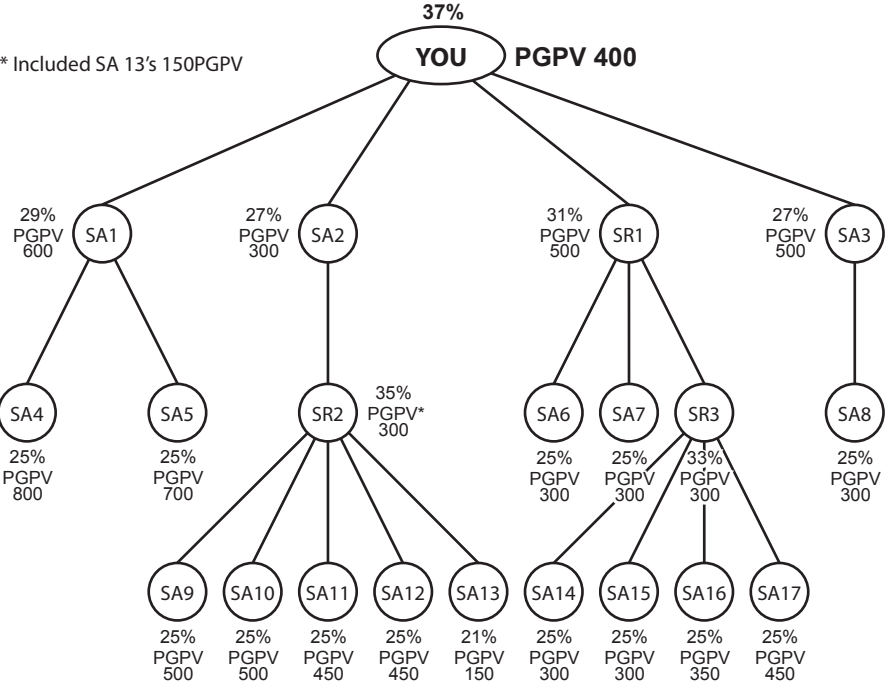 37%
* Included SA 13's 150PGPV
YOU
PGPV 400
29%
PGPV
600
SA1
27%
PGPV
300
SA2
31%
PGPV
500
SR1
27%
PGPV
500
SA3
SA4
25%
PGPV
800
SA5
25%
PGPV
700
SR2
35%
PGPV*
300
SA6
25%
PGPV
300
SA7
25%
PGPV
300
SR3
33%
PGPV
300
SA8
25%
PGPV
300
SA9
25%
PGPV
500
SA10
25%
PGPV
500
SA11
25%
PGPV
450
SA12
25%
PGPV
450
SA13
21%
PGPV
150
SA14
25%
PGPV
300
SA15
25%
PGPV
300
SA16
25%
PGPV
350
SA17
25%
PGPV
450